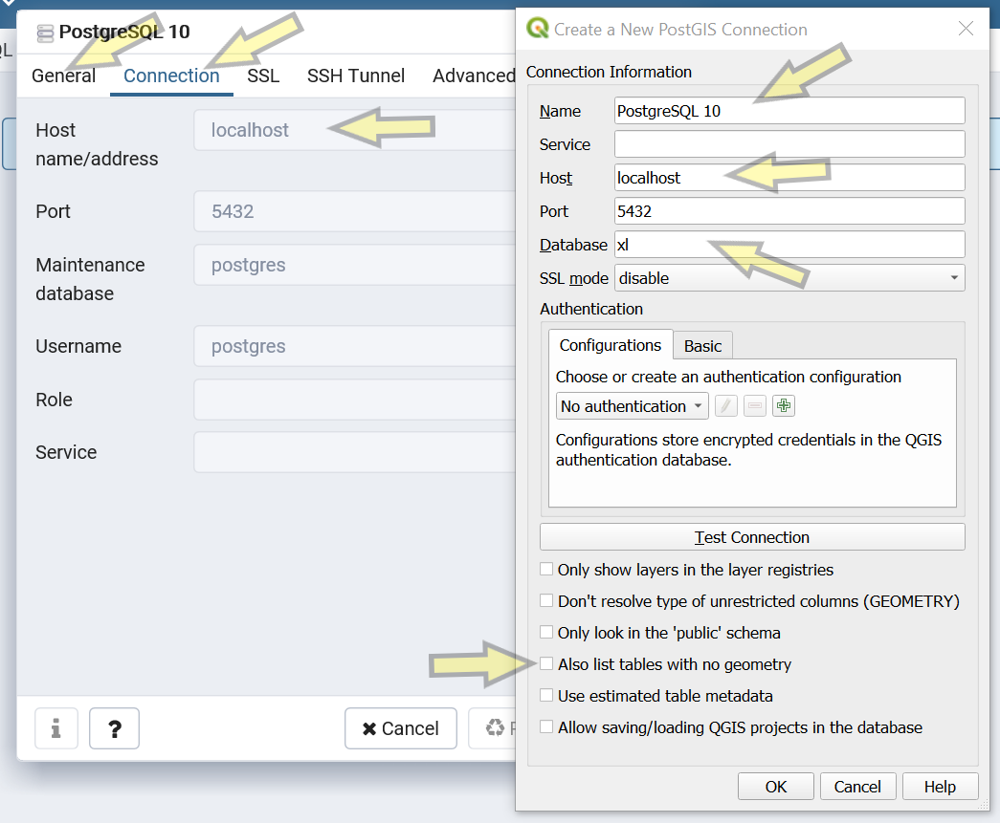 QL
PostgreSQL 10
General Connection SSL SSH Tunnel Advanced
Host
name/address
localhost
Port
5432
Maintenance
database
postgres
Username
postgres
Role
Service
i
?
Cancel
Create a New PostGIS Connection
Connection Information
Name PostgreSQL 10
Service
Host localhost
Port 5432
Database xl
SSL mode disable
Authentication
Configurations Basic
Choose or create an authentication configuration
No authentication
Configurations store encrypted credentials in the QGIS
authentication database.
Test Connection
Only show layers in the layer registries
Don't resolve type of unrestricted columns (GEOMETRY)
Only look in the 'public' schema
Also list tables with no geometry
Use estimated table metadata
Allow saving/loading QGIS projects in the database
OK Cancel Help